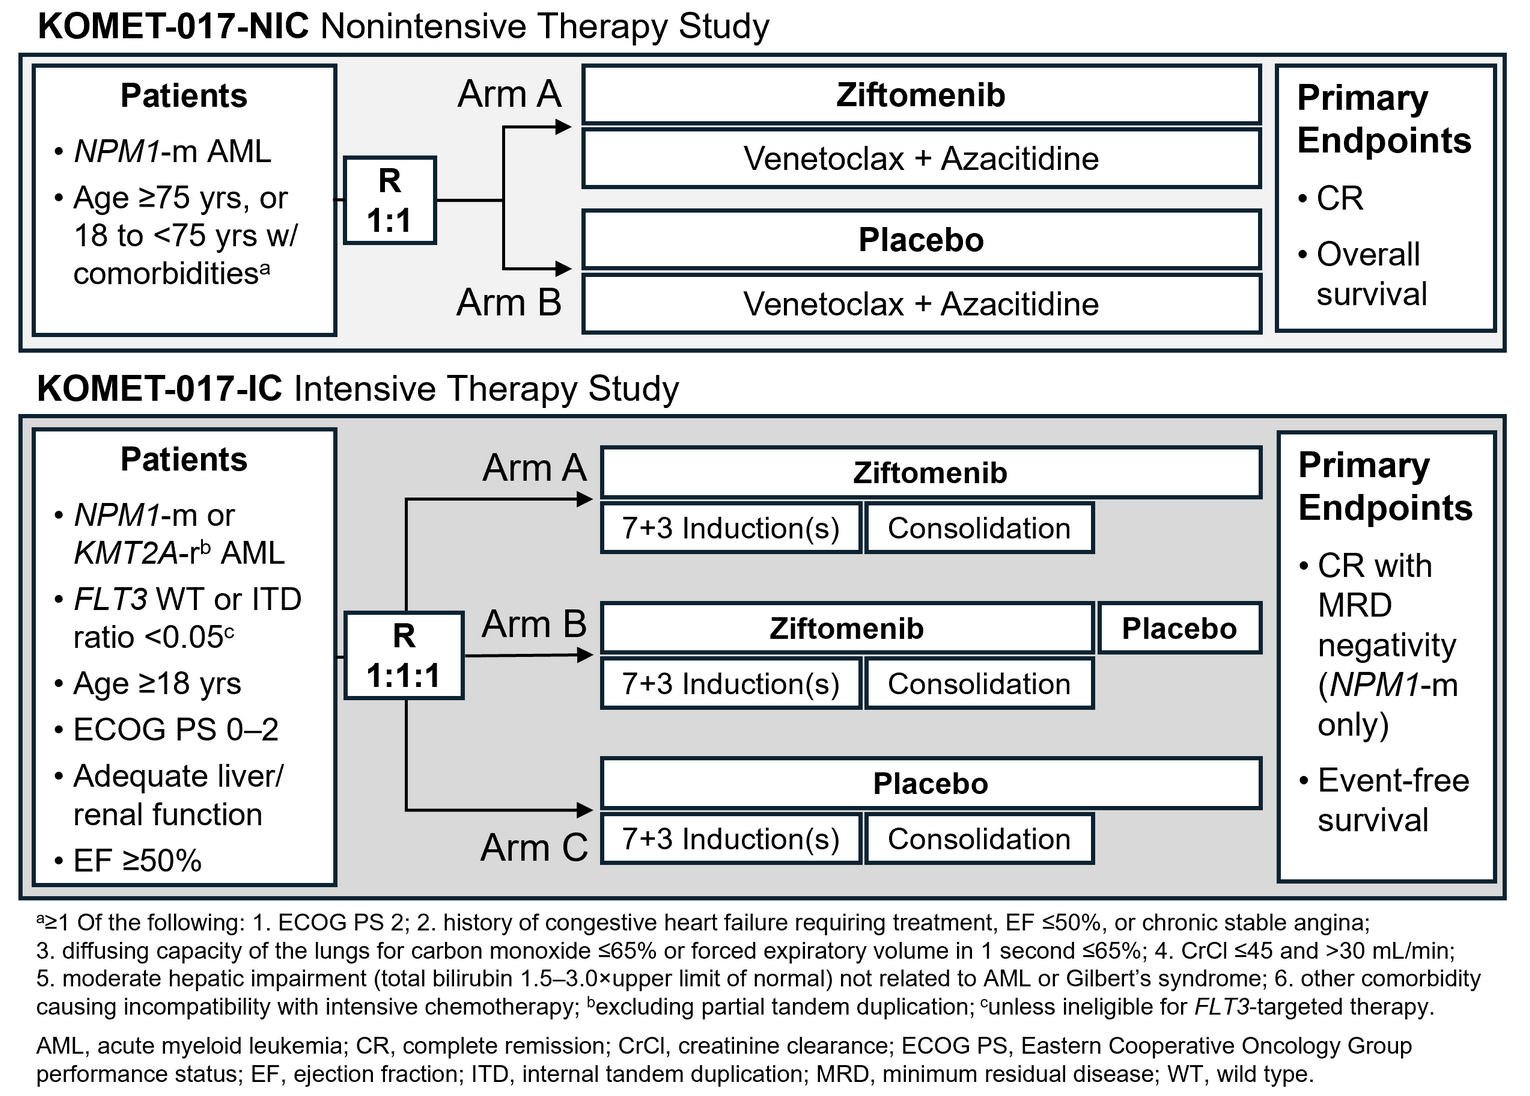 KOMET-017-NIC Nonintensive Therapy Study
Patients
• NPM1-m AML
• Age ≥75 yrs, or
18 to <75 yrs w/
comorbiditiesᵃ
R
1:1
Arm A
Ziftomenib
Venetoclax + Azacitidine
Arm B
Placebo
Venetoclax + Azacitidine
Primary
Endpoints
• CR
• Overall
survival
KOMET-017-IC Intensive Therapy Study
Patients
• NPM1-m or
KMT2A-rᵇ AML
• FLT3 WT or ITD
ratio <0.05ᶜ
• Age ≥18 yrs
• ECOG PS 0–2
• Adequate liver/
renal function
• EF ≥50%
R
1:1:1
Arm A
Ziftomenib
7+3 Induction(s)
Consolidation
Arm B
Ziftomenib
Placebo
7+3 Induction(s)
Consolidation
Arm C
Placebo
7+3 Induction(s)
Consolidation
Primary
Endpoints
• CR with
MRD
negativity
(NPM1-m
only)
• Event-free
survival
ᵃ≥1 Of the following: 1. ECOG PS 2; 2. history of congestive heart failure requiring treatment, EF ≤50%, or chronic stable angina;
3. diffusing capacity of the lungs for carbon monoxide ≤65% or forced expiratory volume in 1 second ≤65%; 4. CrCl ≤45 and >30 mL/min;
5. moderate hepatic impairment (total bilirubin 1.5–3.0×upper limit of normal) not related to AML or Gilbert’s syndrome; 6. other comorbidity
causing incompatibility with intensive chemotherapy; ᵇexcluding partial tandem duplication; ᶜunless ineligible for FLT3-targeted therapy.
AML, acute myeloid leukemia; CR, complete remission; CrCl, creatinine clearance; ECOG PS, Eastern Cooperative Oncology Group
performance status; EF, ejection fraction; ITD, internal tandem duplication; MRD, minimum residual disease; WT, wild type.